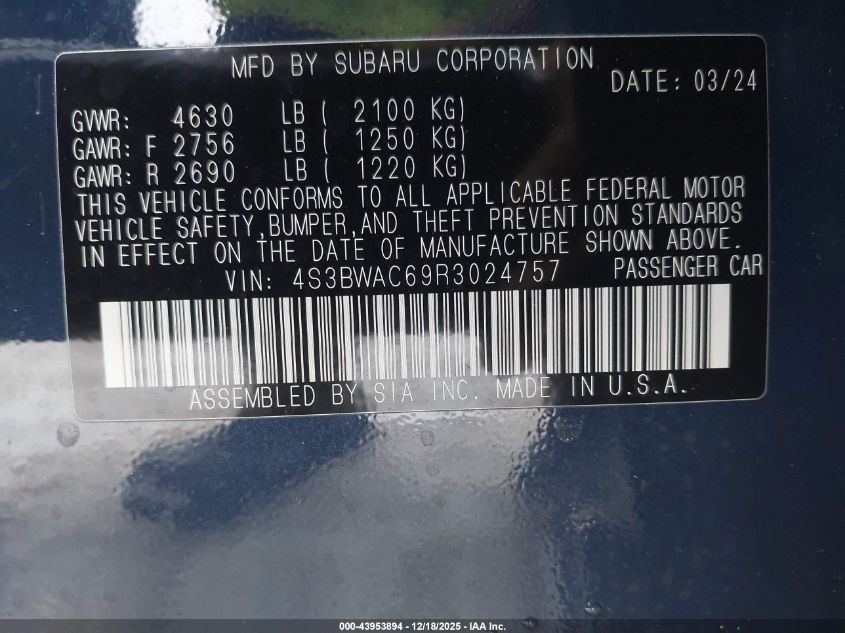 MFD BY SUBARU CORPORATION
DATE: 03/24
GVWR: 4630 LB ( 2100 KG)
GAWR: F 2756 LB ( 1250 KG)
GAWR: R 2690 LB ( 1220 KG)
THIS VEHICLE CONFORMS TO ALL APPLICABLE FEDERAL MOTOR
VEHICLE SAFETY,BUMPER,AND THEFT PREVENTION STANDARDS
IN EFFECT ON THE DATE OF MANUFACTURE SHOWN ABOVE.
VIN: 4S3BWAC69R3024757 PASSENGER CAR
ASSEMBLED BY SIA INC. MADE IN U.S.A.
000-43953894 - 12/18/2025 - IAA Inc.